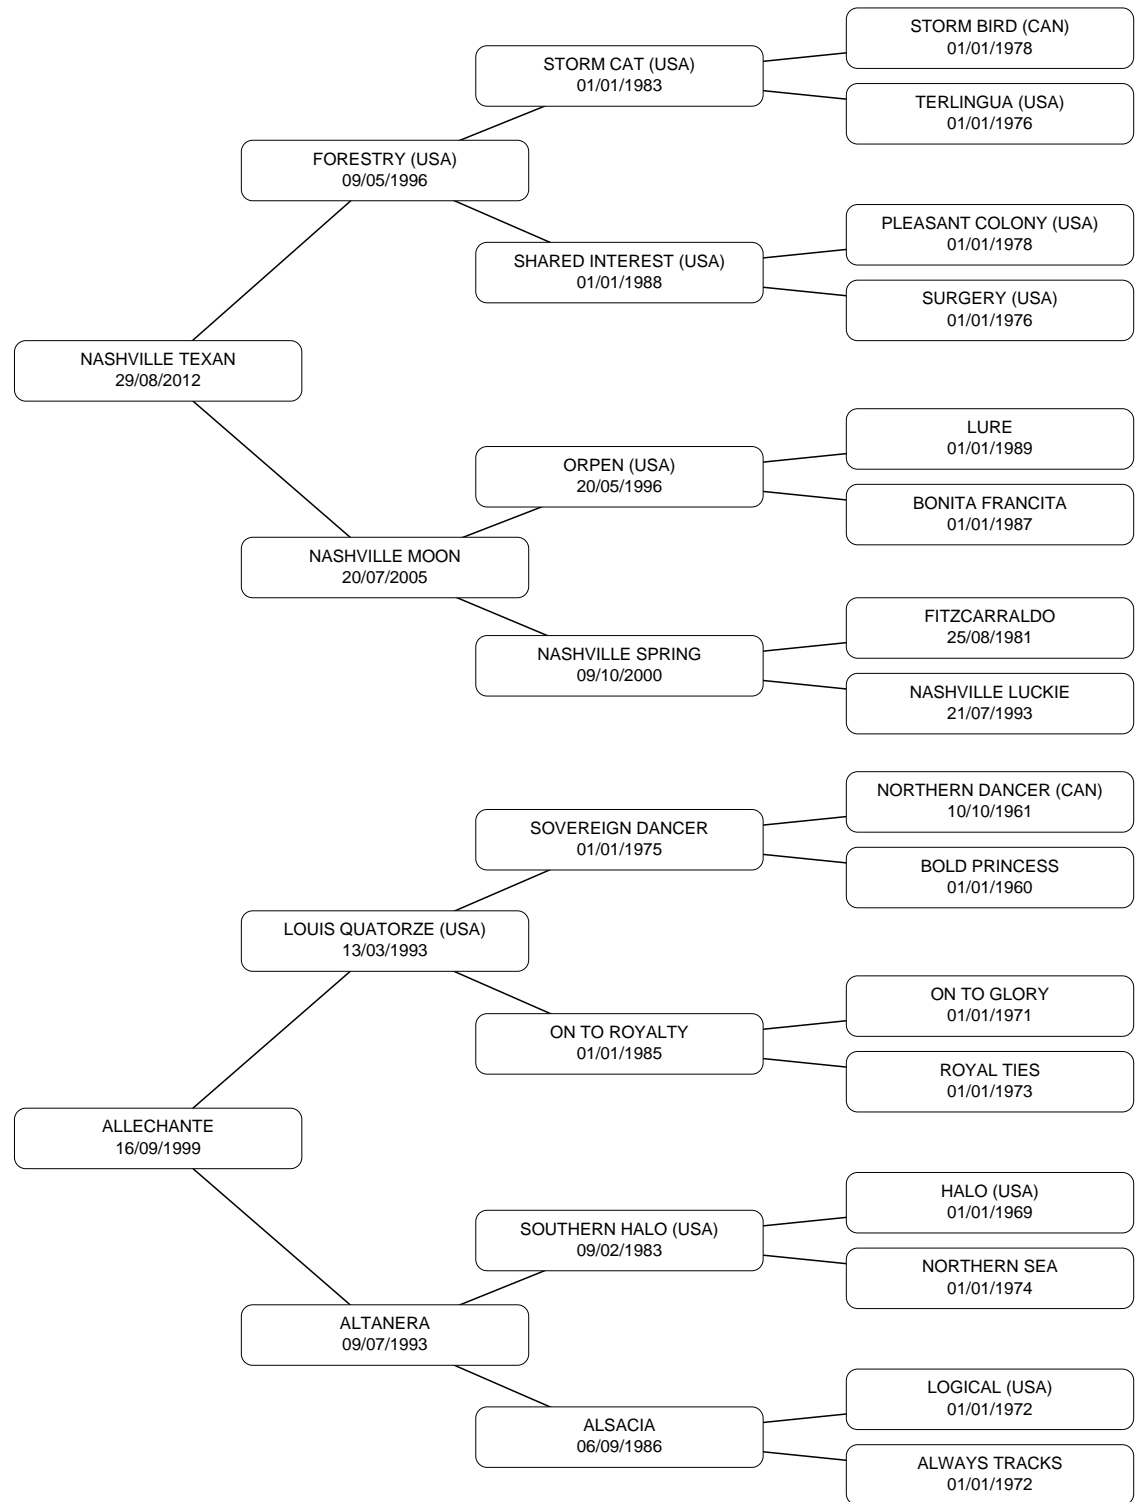 STORM BIRD (CAN)
01/01/1978
STORM CAT (USA)
01/01/1983
TERLINGUA (USA)
01/01/1976
FORESTRY (USA)
09/05/1996
PLEASANT COLONY (USA)
01/01/1978
SHARED INTEREST (USA)
01/01/1988
SURGERY (USA)
01/01/1976
NASHVILLE TEXAN
29/08/2012
LURE
01/01/1989
ORPEN (USA)
20/05/1996
BONITA FRANCITA
01/01/1987
NASHVILLE MOON
20/07/2005
FITZCARRALDO
25/08/1981
NASHVILLE SPRING
09/10/2000
NASHVILLE LUCKIE
21/07/1993
NORTHERN DANCER (CAN)
10/10/1961
SOVEREIGN DANCER
01/01/1975
BOLD PRINCESS
01/01/1960
LOUIS QUATORZE (USA)
13/03/1993
ON TO GLORY
01/01/1971
ON TO ROYALTY
01/01/1985
ROYAL TIES
01/01/1973
ALLECHANTE
16/09/1999
HALO (USA)
01/01/1969
SOUTHERN HALO (USA)
09/02/1983
NORTHERN SEA
01/01/1974
ALTANERA
09/07/1993
LOGICAL (USA)
01/01/1972
ALSACIA
06/09/1986
ALWAYS TRACKS
01/01/1972